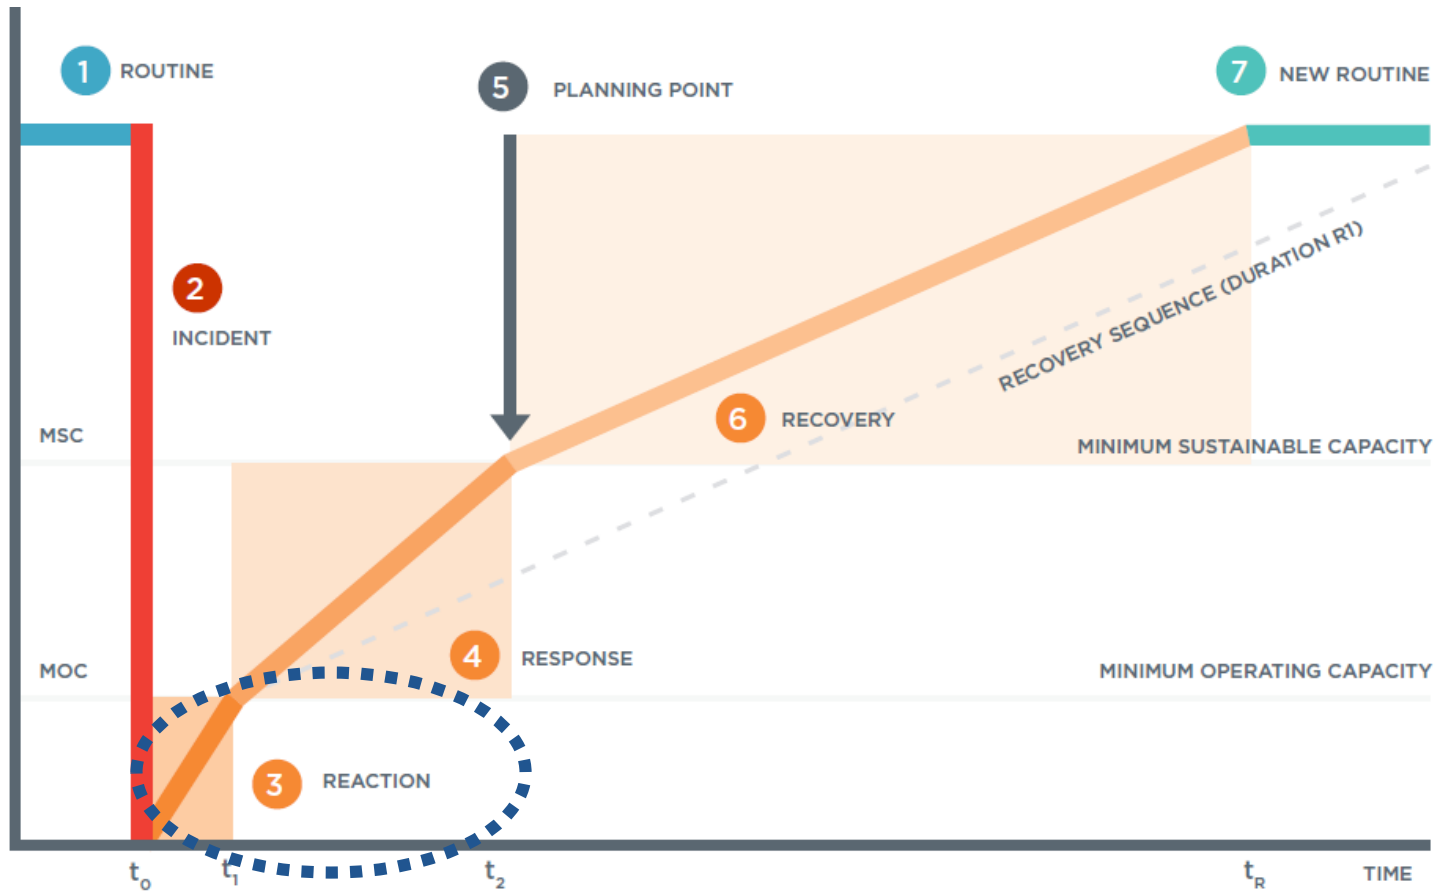 1 ROUTINE
5 PLANNING POINT
7 NEW ROUTINE
2
INCIDENT
RECOVERY SEQUENCE (DURATION R1)
6 RECOVERY
MSC
MINIMUM SUSTAINABLE CAPACITY
4 RESPONSE
MOC
MINIMUM OPERATING CAPACITY
3 REACTION
t0
t1
t2
tR
TIME